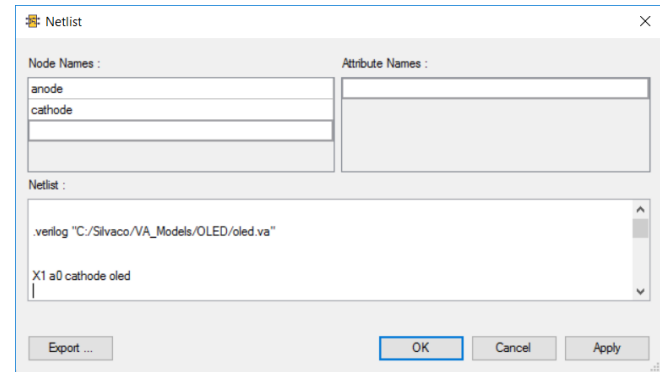 Netlist
Node Names :
Attribute Names :
anode
cathode
Netlist :
.verilog "C:/Silvaco/VA_Models/OLED/oled.va"
X1 a0 cathode oled
Export ...
OK
Cancel
Apply